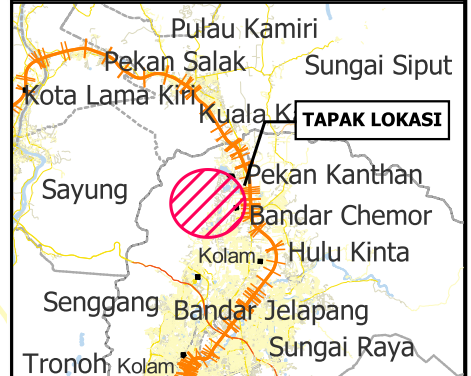 Pulau Kamiri
Pekan Salak
Sungai Siput
Kota Lama Kiri
Kuala K
TAPAK LOKASI
Pekan Kanthan
Sayung
Bandar Chemor
Kolam
Hulu Kinta
Senggang
Bandar Jelapang
Sungai Raya
Tronoh
Kolam